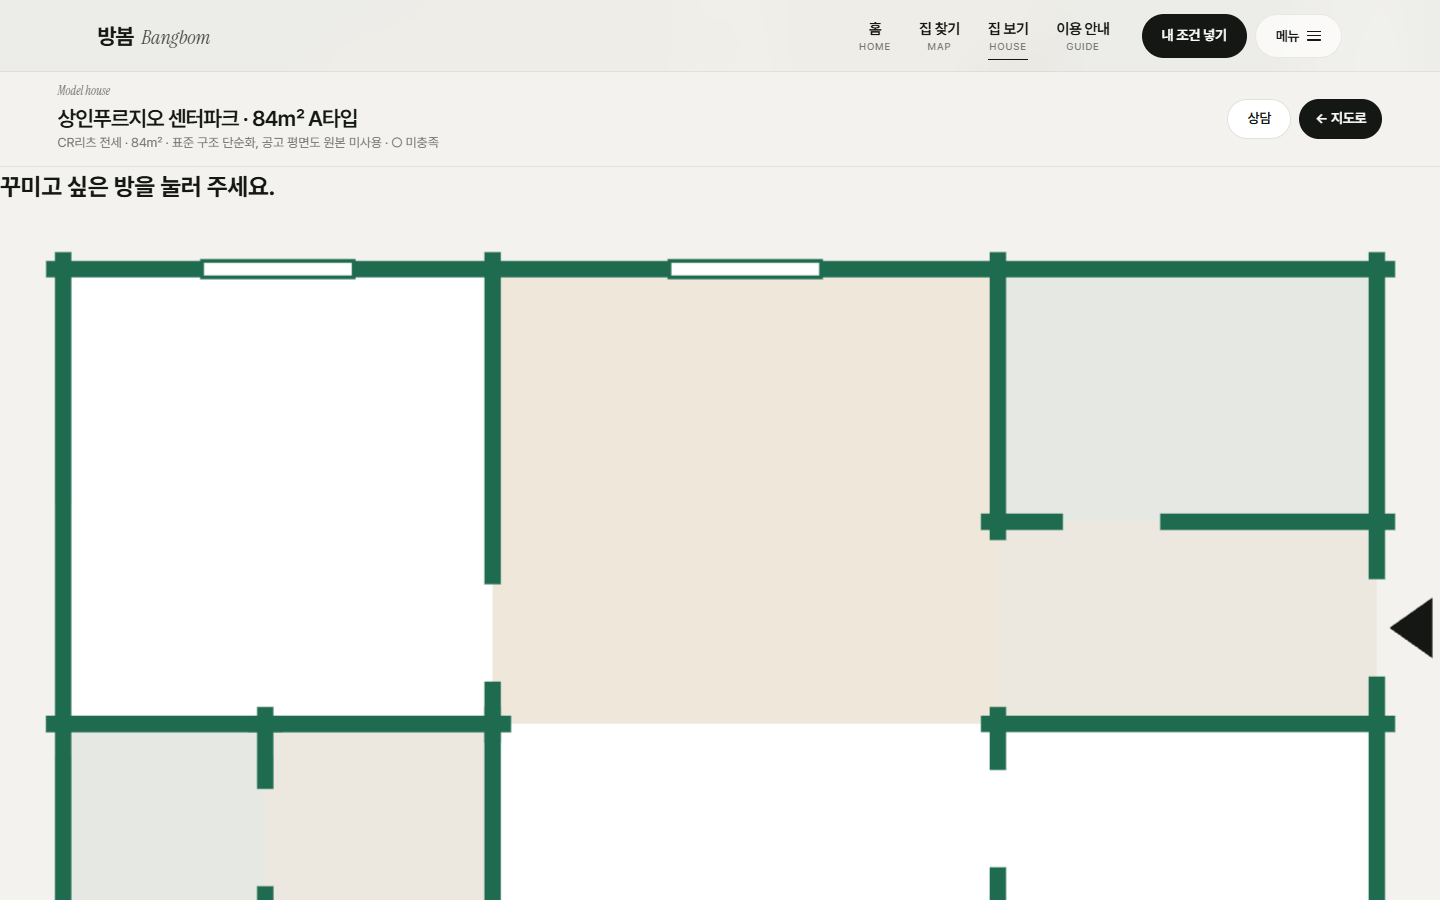 방봄 Bangbom
홈 집 찾기 집 보기 이용 안내 내 조건 넣기 메뉴
HOME MAP HOUSE GUIDE
Model house
상인푸르지오 센터파크 · 84m² A타입
CR리츠 전세 · 84m² · 표준 구조 단순화, 공고 평면도 원본 미사용 · ○ 미충족
상담 ← 지도로
꾸미고 싶은 방을 눌러 주세요.